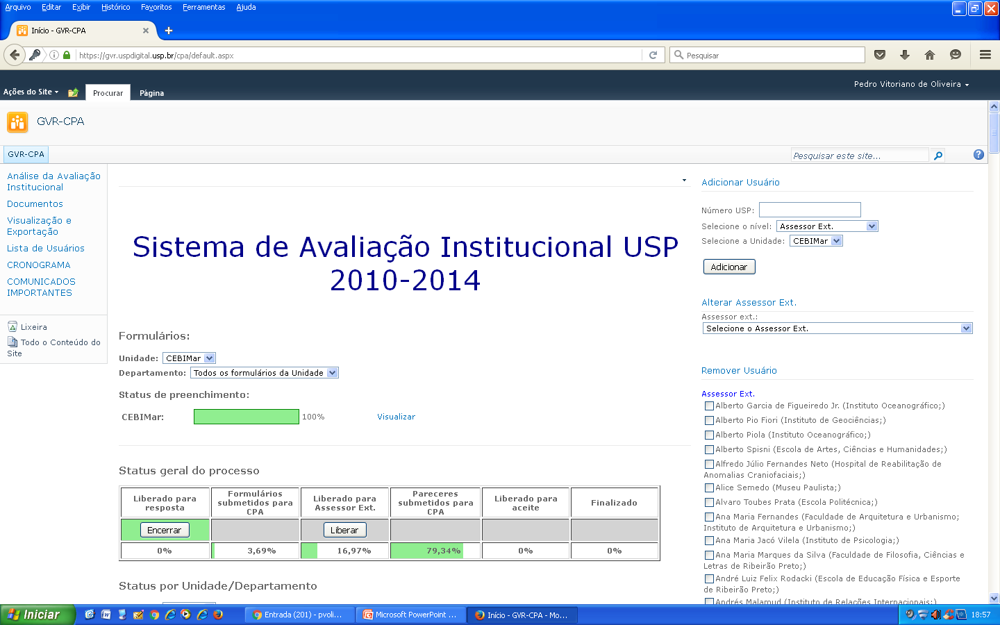 Arquivo Editar Exibir Histórico Favoritos Ferramentas Ajuda
Início - GVR-CPA
https://gvr.uspdigital.usp.br/cpa/default.aspx
Pesquisar
Ações do Site
Procurar
Página
Pedro Vitoriano de Oliveira
GVR-CPA
GVR-CPA
Pesquisar este site...
Análise da Avaliação
Institucional
Documentos
Visualização e
Exportação
Lista de Usuários
CRONOGRAMA
COMUNICADOS
IMPORTANTES
Lixeira
Todo o Conteúdo do
Site
Sistema de Avaliação Institucional USP
2010-2014
Formulários:
Unidade: CEBIMar
Departamento: Todos os formulários da Unidade
Status de preenchimento:
CEBIMar: 100% Visualizar
Status geral do processo
Liberado para
resposta
Formulários
submetidos para
CPA
Liberado para
Assessor Ext.
Pareceres
submetidos para
CPA
Liberado para
aceite
Finalizado
Encerrar
Liberar
0% 3,69% 16,97% 79,34% 0% 0%
Status por Unidade/Departamento
Adicionar Usuário
Número USP:
Selecione o nível: Assessor Ext.
Selecione a Unidade: CEBIMar
Adicionar
Alterar Assessor Ext.
Assessor ext.:
Selecione o Assessor Ext.
Remover Usuário
Assessor Ext.
Alberto Garcia de Figueiredo Jr. (Instituto Oceanográfico;)
Alberto Pio Fiori (Instituto de Geociências;)
Alberto Piola (Instituto Oceanográfico;)
Alberto Spisni (Escola de Artes, Ciências e Humanidades;)
Alfredo Júlio Fernandes Neto (Hospital de Reabilitação de
Anomalias Craniofaciais;)
Alice Semedo (Museu Paulista;)
Alvaro Toubes Prata (Escola Politécnica;)
Ana Maria Fernandes (Faculdade de Arquitetura e Urbanismo;
Instituto de Arquitetura e Urbanismo;)
Ana Maria Jacó Vilela (Instituto de Psicologia;)
Ana Maria Marques da Silva (Faculdade de Filosofia, Ciências e
Letras de Ribeirão Preto;)
André Luiz Felix Rodacki (Escola de Educação Física e Esporte
de Ribeirão Preto;)
Andrés Malamud (Instituto de Relações Internacionais;)
Iniciar
Entrada (201) - pvoli...
Microsoft PowerPoint ...
Início - GVR-CPA - Mo...
18:57